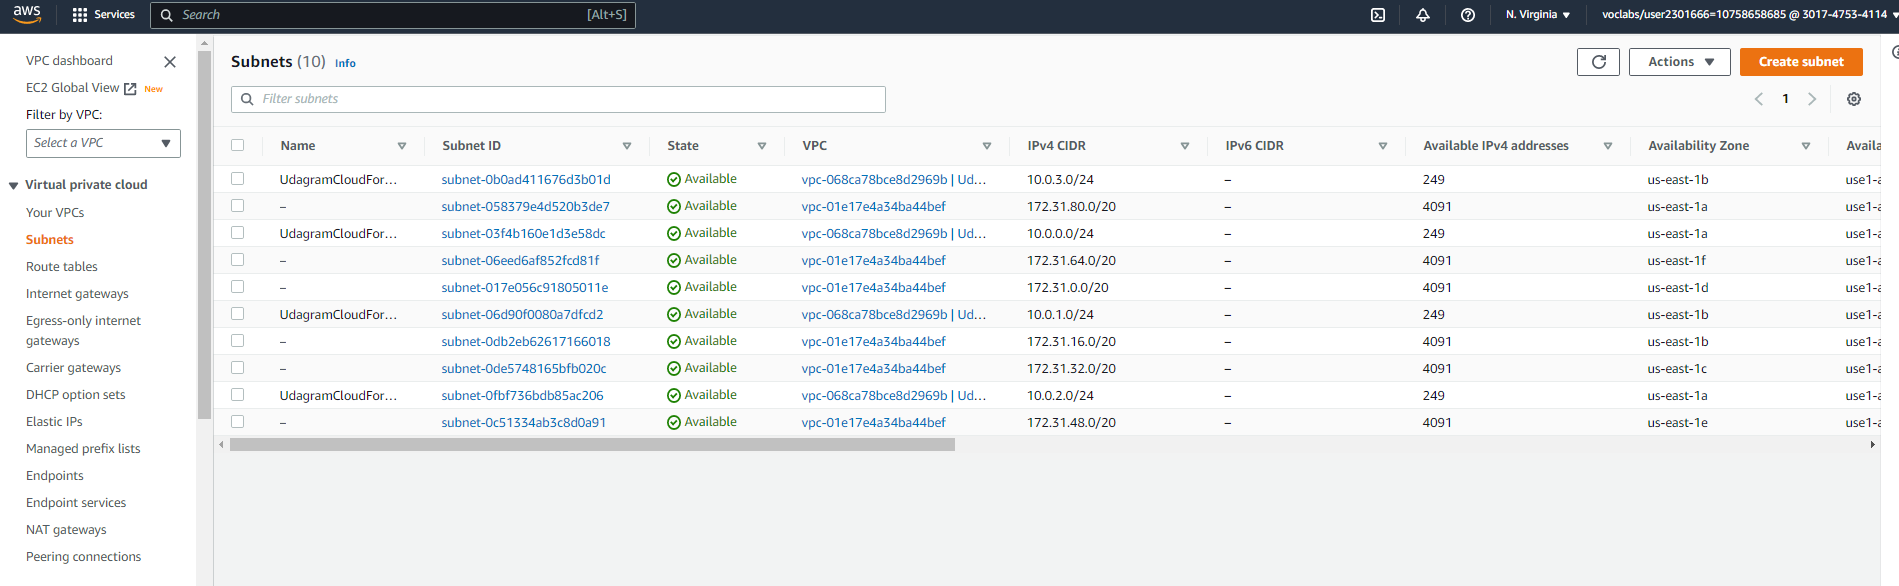 aws Services Search [Alt+S] N. Virginia voclabs/user2301666=10758658685 @ 3017-4753-4114
VPC dashboard
EC2 Global View New
Filter by VPC:
Select a VPC
Virtual private cloud
Your VPCs
Subnets
Route tables
Internet gateways
Egress-only internet
gateways
Carrier gateways
DHCP option sets
Elastic IPs
Managed prefix lists
Endpoints
Endpoint services
NAT gateways
Peering connections
Subnets (10) Info
Actions Create subnet
Filter subnets
1
Name Subnet ID State VPC IPv4 CIDR IPv6 CIDR Available IPv4 addresses Availability Zone Availa
UdagramCloudFor... subnet-0b0ad411676d3b01d Available vpc-068ca78bce8d2969b | Ud... 10.0.3.0/24 – 249 us-east-1b use1-a
– subnet-058379e4d520b3de7 Available vpc-01e17e4a34ba44bef 172.31.80.0/20 – 4091 us-east-1a use1-a
UdagramCloudFor... subnet-03f4b160e1d3e58dc Available vpc-068ca78bce8d2969b | Ud... 10.0.0.0/24 – 249 us-east-1a use1-a
– subnet-06eed6af852fcd81f Available vpc-01e17e4a34ba44bef 172.31.64.0/20 – 4091 us-east-1f use1-a
– subnet-017e056c91805011e Available vpc-01e17e4a34ba44bef 172.31.0.0/20 – 4091 us-east-1d use1-a
UdagramCloudFor... subnet-06d90f0080a7dfcd2 Available vpc-068ca78bce8d2969b | Ud... 10.0.1.0/24 – 249 us-east-1b use1-a
– subnet-0db2eb62617166018 Available vpc-01e17e4a34ba44bef 172.31.16.0/20 – 4091 us-east-1b use1-a
– subnet-0de5748165bfb020c Available vpc-01e17e4a34ba44bef 172.31.32.0/20 – 4091 us-east-1c use1-a
UdagramCloudFor... subnet-0fbf736bdb85ac206 Available vpc-068ca78bce8d2969b | Ud... 10.0.2.0/24 – 249 us-east-1a use1-a
– subnet-0c51334ab3c8d0a91 Available vpc-01e17e4a34ba44bef 172.31.48.0/20 – 4091 us-east-1e use1-a